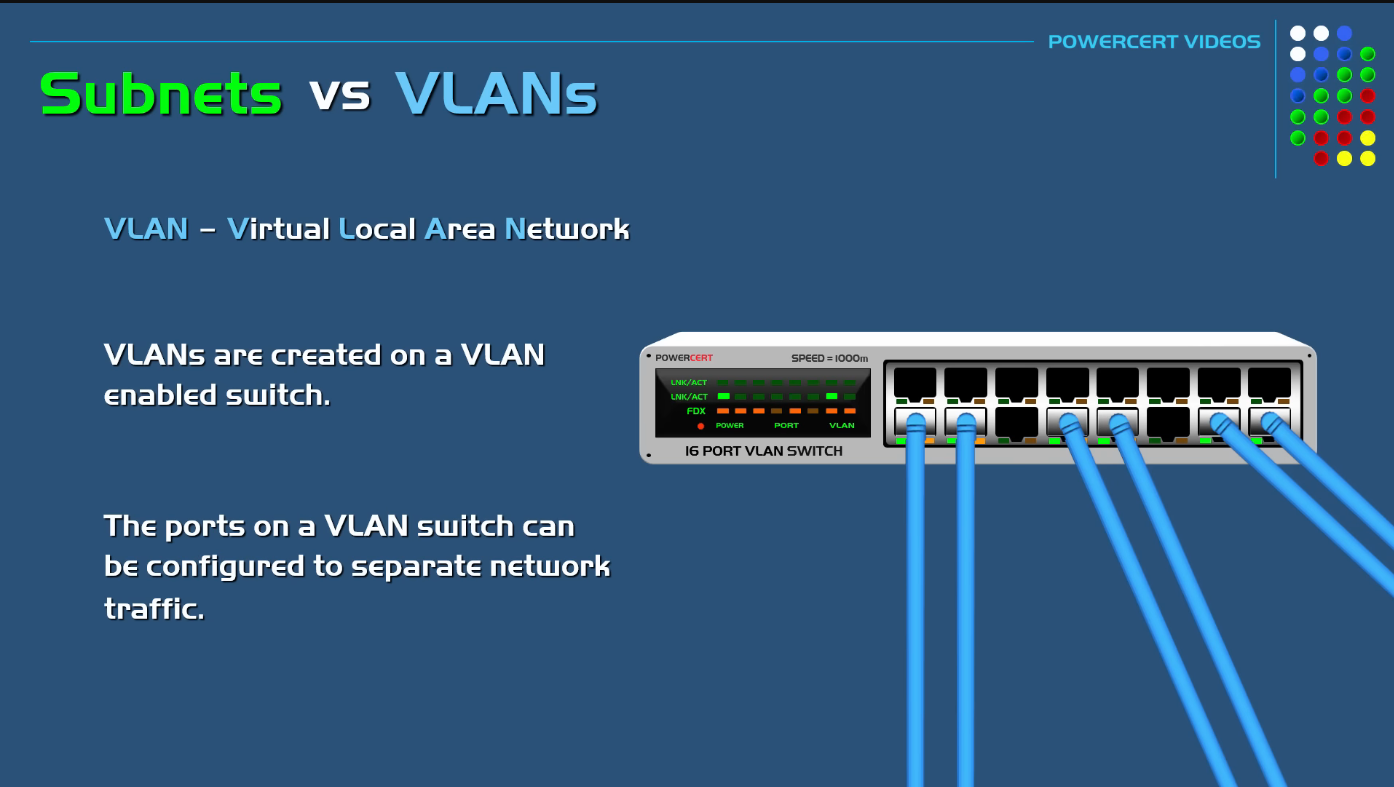 POWERCERT VIDEOS
Subnets vs VLANs
VLAN – Virtual Local Area Network
VLANs are created on a VLAN
enabled switch.
The ports on a VLAN switch can
be configured to separate network
traffic.
POWERCERT
SPEED = 1000m
LNK/ACT
LNK/ACT
FDX
POWER PORT VLAN
16 PORT VLAN SWITCH